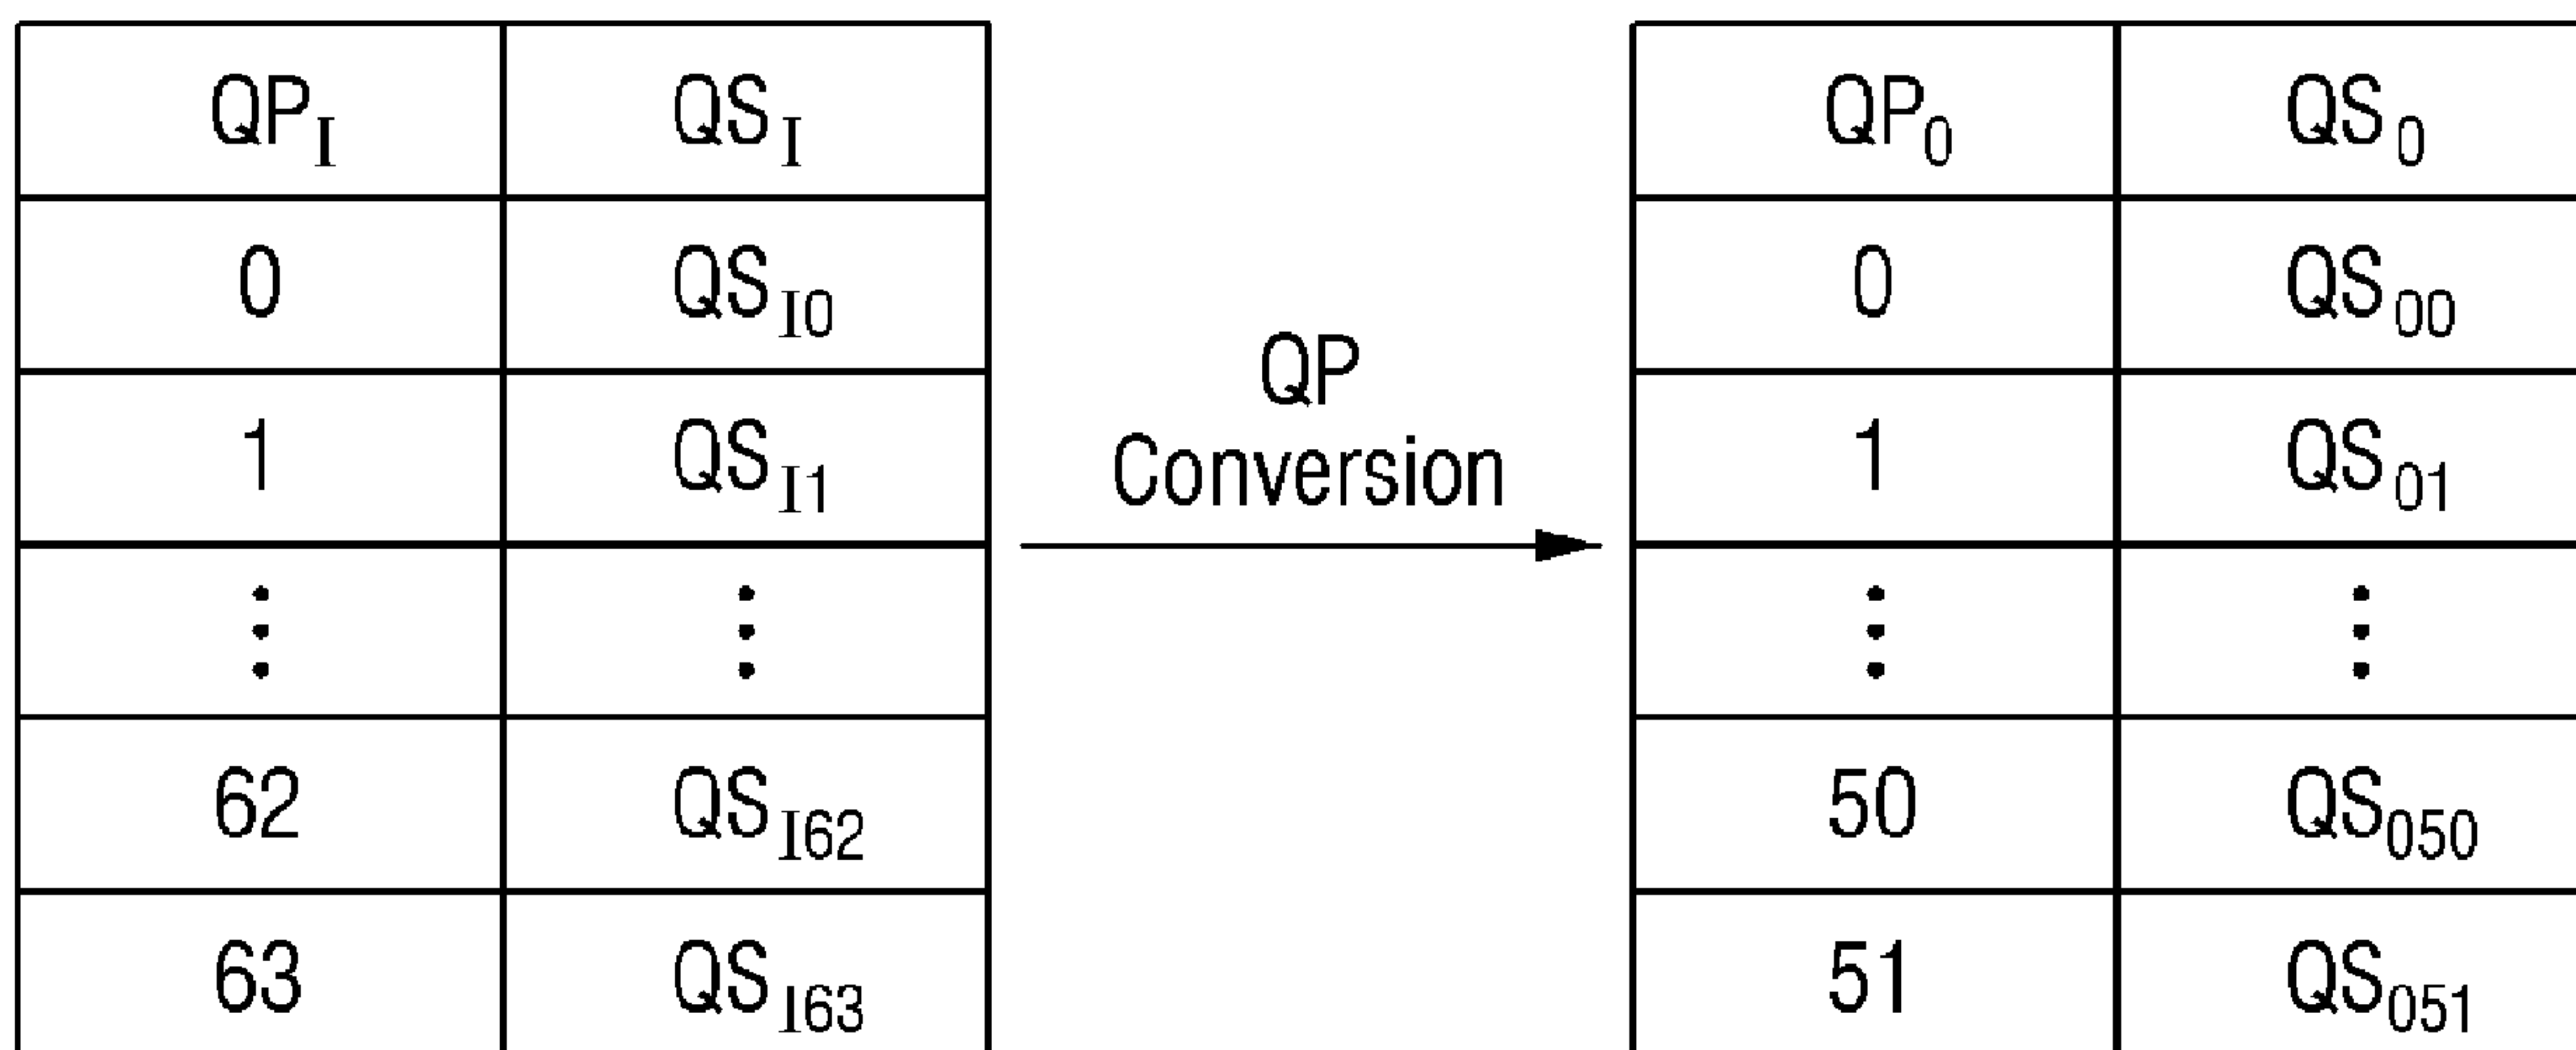 QP_I QS_I
0 QS_I0
1 QS_I1
⋮ ⋮
62 QS_I62
63 QS_I63
QP
Conversion
QP_0 QS_0
0 QS_00
1 QS_01
⋮ ⋮
50 QS_050
51 QS_051